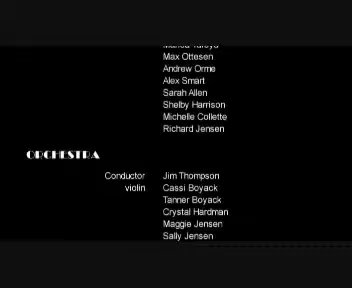 Max Ottesen
Andrew Orme
Alex Smart
Sarah Allen
Shelby Harrison
Michelle Collette
Richard Jensen
ORCHESTRA
Conductor Jim Thompson
violin Cassi Boyack
Tanner Boyack
Crystal Hardman
Maggie Jensen
Sally Jensen